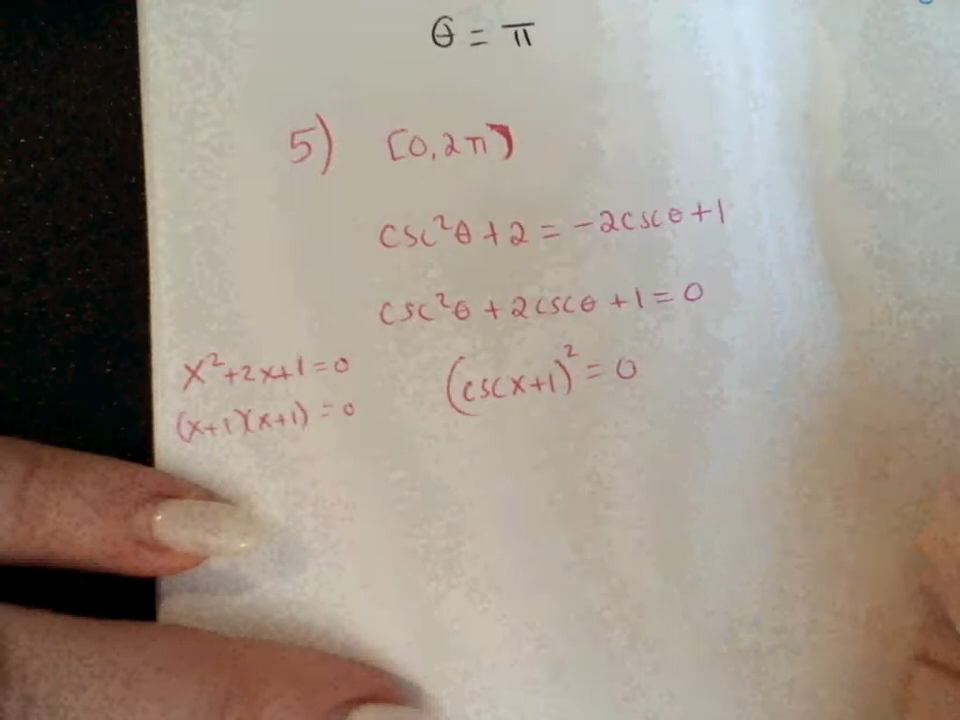 θ = π
5) [0, 2π)
csc²θ + 2 = -2cscθ + 1
csc²θ + 2cscθ + 1 = 0
x² + 2x + 1 = 0
(cscx + 1)² = 0
(x+1)(x+1) = 0